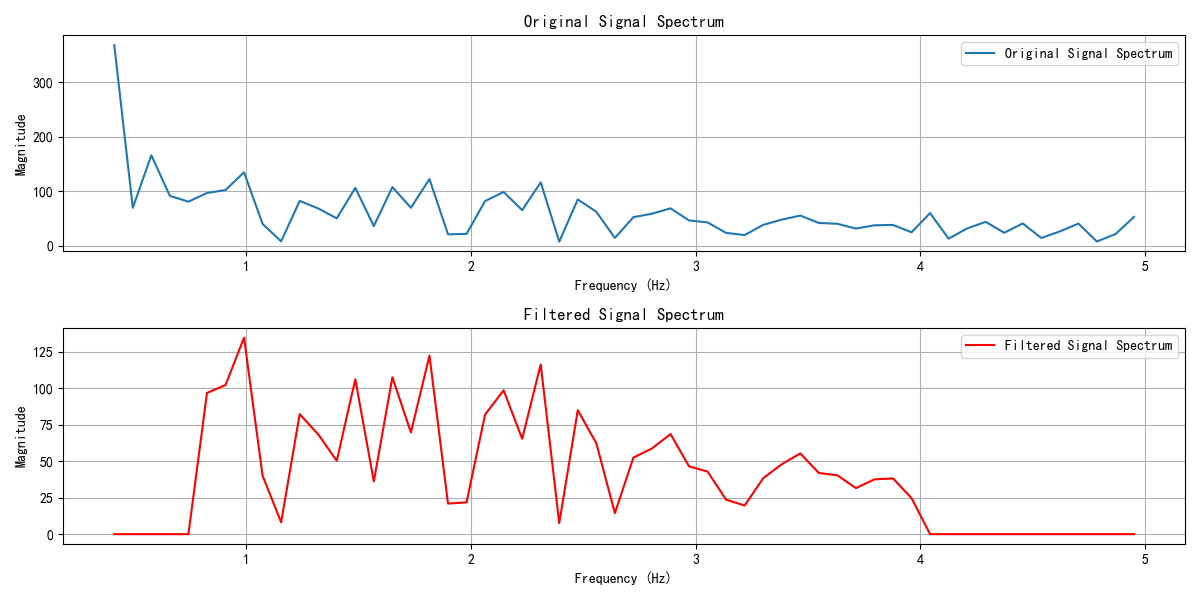 Original Signal Spectrum
Original Signal Spectrum
Magnitude
300
200
100
0
1 2 3 4 5
Frequency (Hz)
Filtered Signal Spectrum
Filtered Signal Spectrum
Magnitude
125
100
75
50
25
0
1 2 3 4 5
Frequency (Hz)